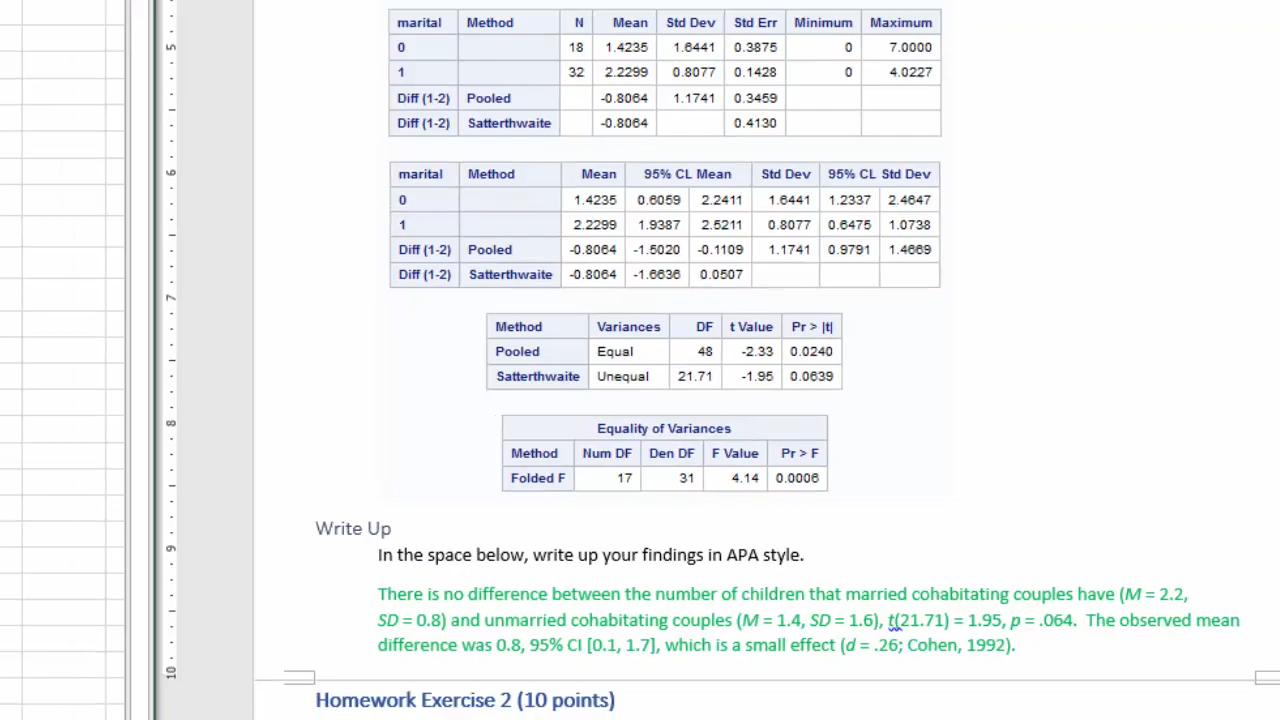 marital Method N Mean Std Dev Std Err Minimum Maximum
0 18 1.4235 1.6441 0.3875 0 7.0000
1 32 2.2299 0.8077 0.1428 0 4.0227
Diff (1-2) Pooled -0.8064 1.1741 0.3459
Diff (1-2) Satterthwaite -0.8064 0.4130
marital Method Mean 95% CL Mean Std Dev 95% CL Std Dev
0 1.4235 0.6059 2.2411 1.6441 1.2337 2.4647
1 2.2299 1.9387 2.5211 0.8077 0.6475 1.0738
Diff (1-2) Pooled -0.8064 -1.5020 -0.1109 1.1741 0.9791 1.4669
Diff (1-2) Satterthwaite -0.8064 -1.6636 0.0507
Method Variances DF t Value Pr > |t|
Pooled Equal 48 -2.33 0.0240
Satterthwaite Unequal 21.71 -1.95 0.0639
Equality of Variances
Method Num DF Den DF F Value Pr > F
Folded F 17 31 4.14 0.0006
Write Up
In the space below, write up your findings in APA style.
There is no difference between the number of children that married cohabitating couples have (M = 2.2,
SD = 0.8) and unmarried cohabitating couples (M = 1.4, SD = 1.6), t(21.71) = 1.95, p = .064. The observed mean
difference was 0.8, 95% CI [0.1, 1.7], which is a small effect (d = .26; Cohen, 1992).
Homework Exercise 2 (10 points)
5
6
7
8
9
10